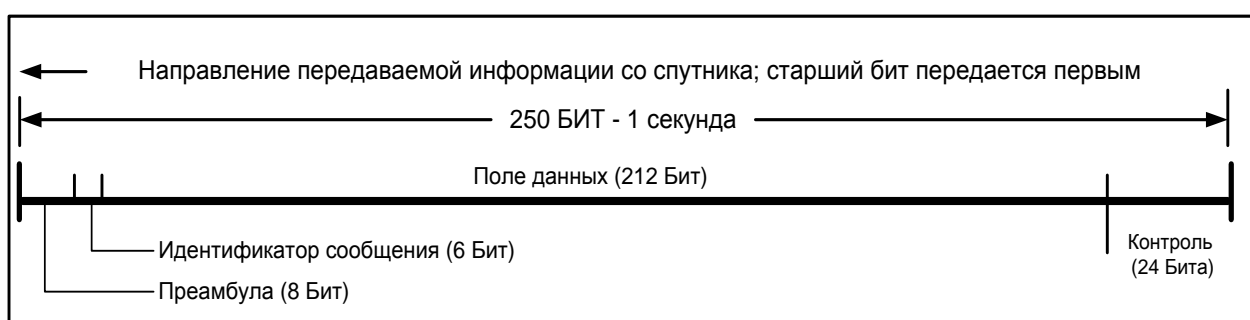 Направление передаваемой информации со спутника; старший бит передается первым
250 БИТ - 1 секунда
Поле данных (212 Бит)
Идентификатор сообщения (6 Бит)
Преамбула (8 Бит)
Контроль
(24 Бита)